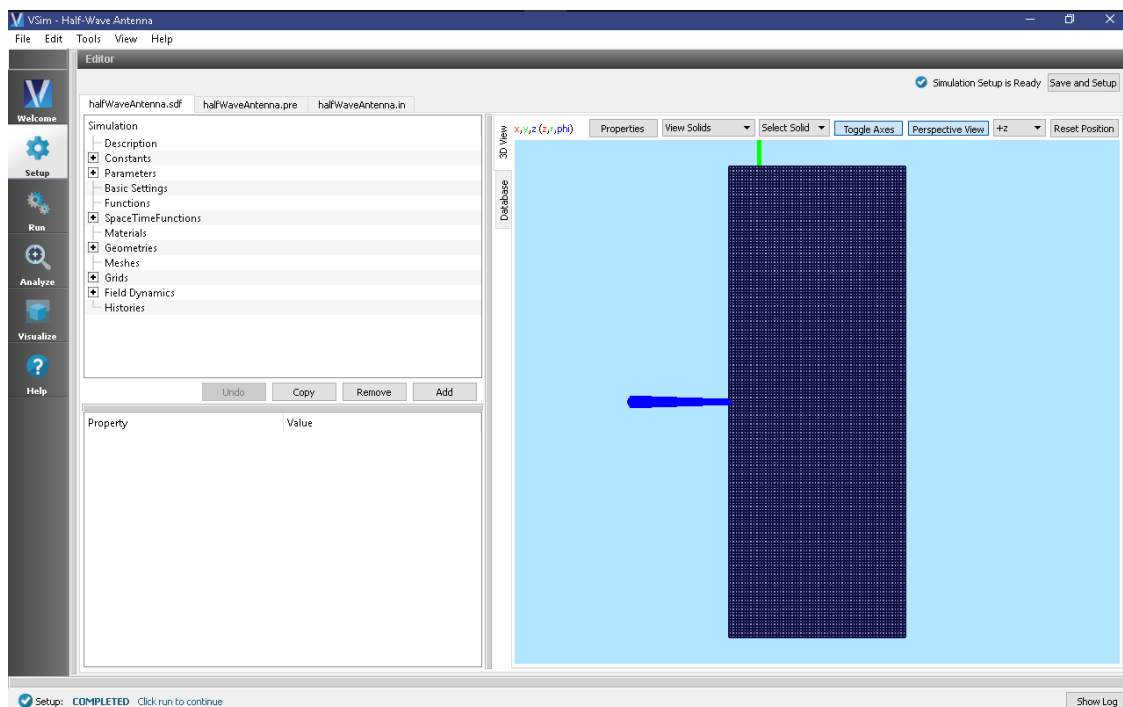 VSim - Half-Wave Antenna
File Edit Tools View Help
Editor
Simulation Setup is Ready Save and Setup
Welcome
Setup
Run
Analyze
Visualize
Help
halfWaveAntenna.sdf halfWaveAntenna.pre halfWaveAntenna.in
Simulation
Description
Constants
Parameters
Basic Settings
Functions
SpaceTimeFunctions
Materials
Geometries
Meshes
Grids
Field Dynamics
Histories
Undo Copy Remove Add
Property Value
3D View
Database
x,y,z (z,r,phi) Properties View Solids Select Solid Toggle Axes Perspective View +z Reset Position
Setup: COMPLETED Click run to continue Show Log